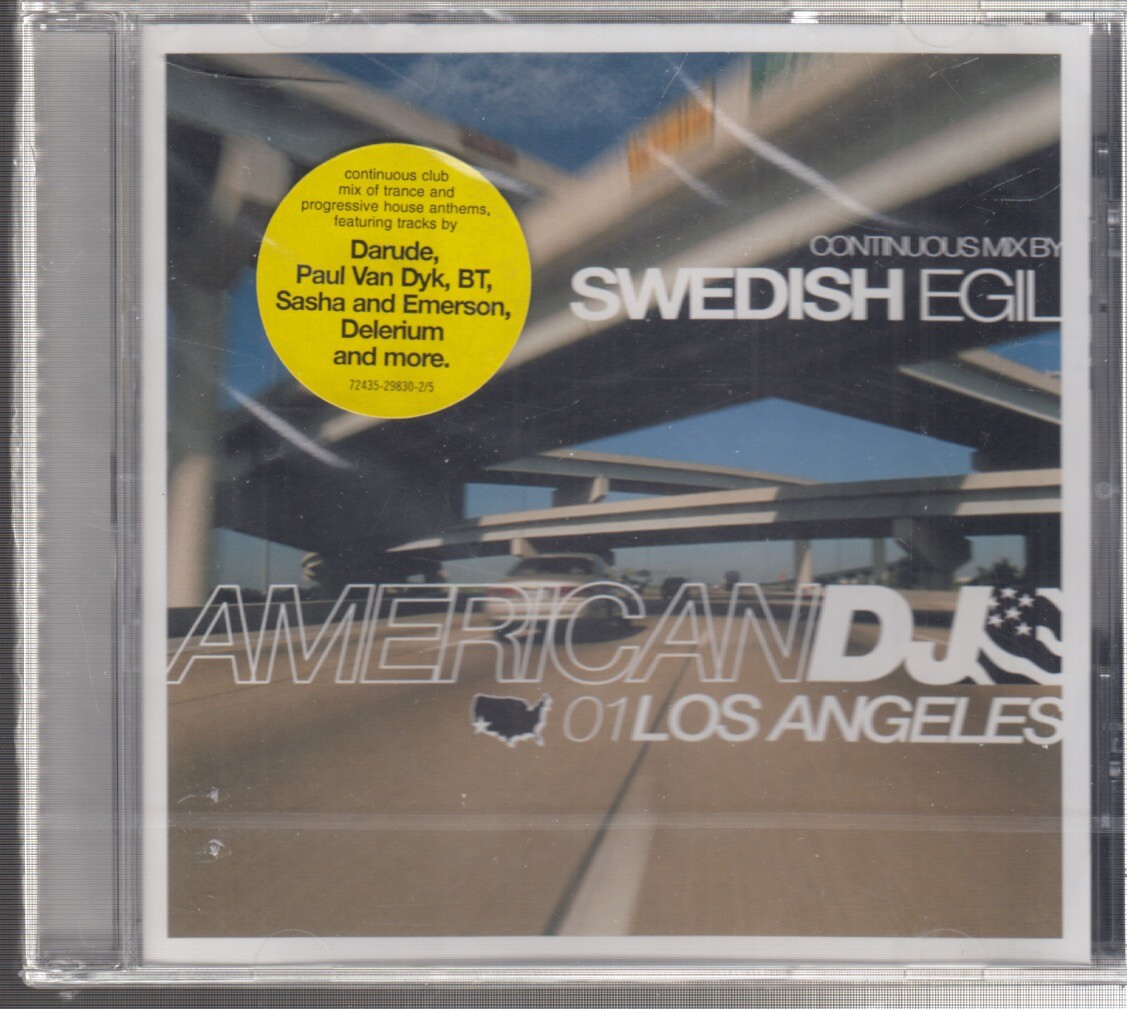 continuous club
mix of trance and
progressive house anthems,
featuring tracks by
Darude,
Paul Van Dyk, BT,
Sasha and Emerson,
Delerium
and more.
72435-29830-2/5
CONTINUOUS MIX BY
SWEDISH EGIL
AMERICANDJS
01 LOS ANGELES